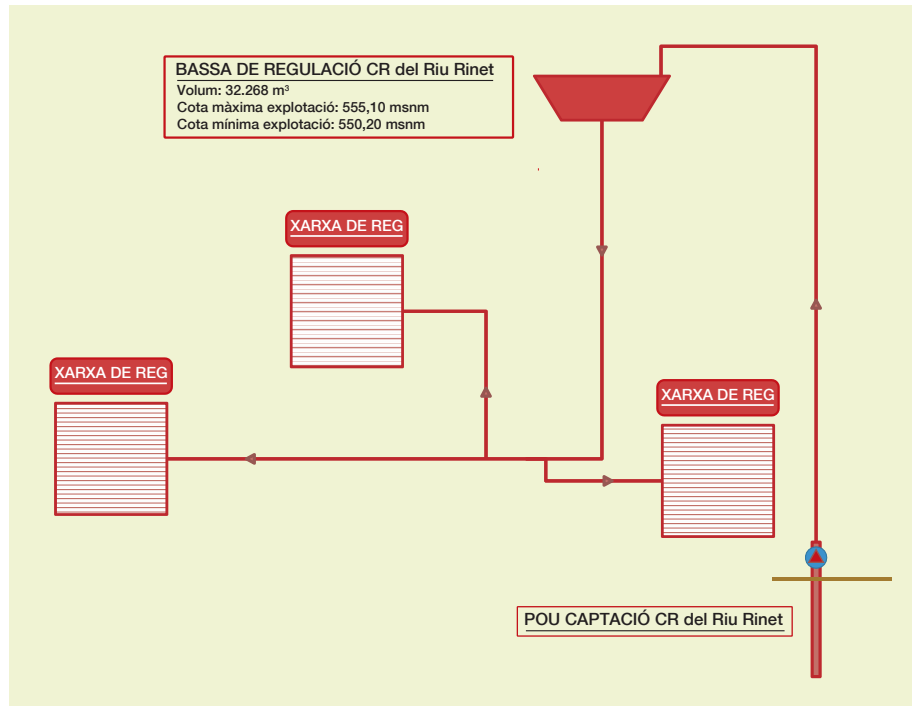 BASSA DE REGULACIÓ CR del Riu Rinet
Volum: 32.268 m³
Cota màxima explotació: 555,10 msnm
Cota mínima explotació: 550,20 msnm
XARXA DE REG
XARXA DE REG
XARXA DE REG
POU CAPTACIÓ CR del Riu Rinet